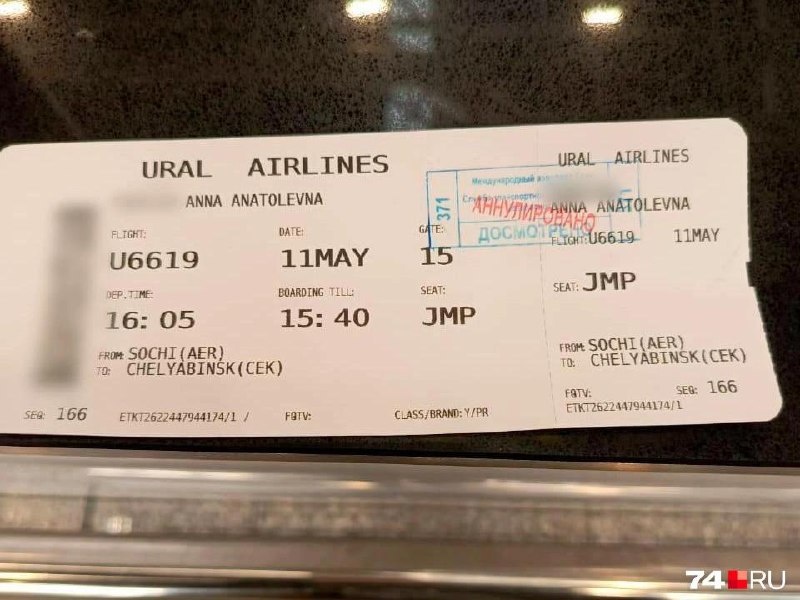 URAL AIRLINES
ANNA ANATOLEVNA
FLIGHT: DATE: GATE:
U6619 11MAY 15
DEP.TIME: BOARDING TILL: SEAT:
16: 05 15: 40 JMP
FROM: SOCHI(AER)
TO: CHELYABINSK(CEK)
SEQ: 166 ETKT2622447944174/1 / FQTV: CLASS/BRAND:Y/PR
371
Международный
АННУЛИРОВАНО
ДОСМОТРЕНО
URAL AIRLINES
ANNA ANATOLEVNA
FLIGHT:U6619 11MAY
SEAT: JMP
FROM: SOCHI(AER)
TO: CHELYABINSK(CEK)
FQTV: SEQ: 166
ETKT2622447944174/1
74.RU